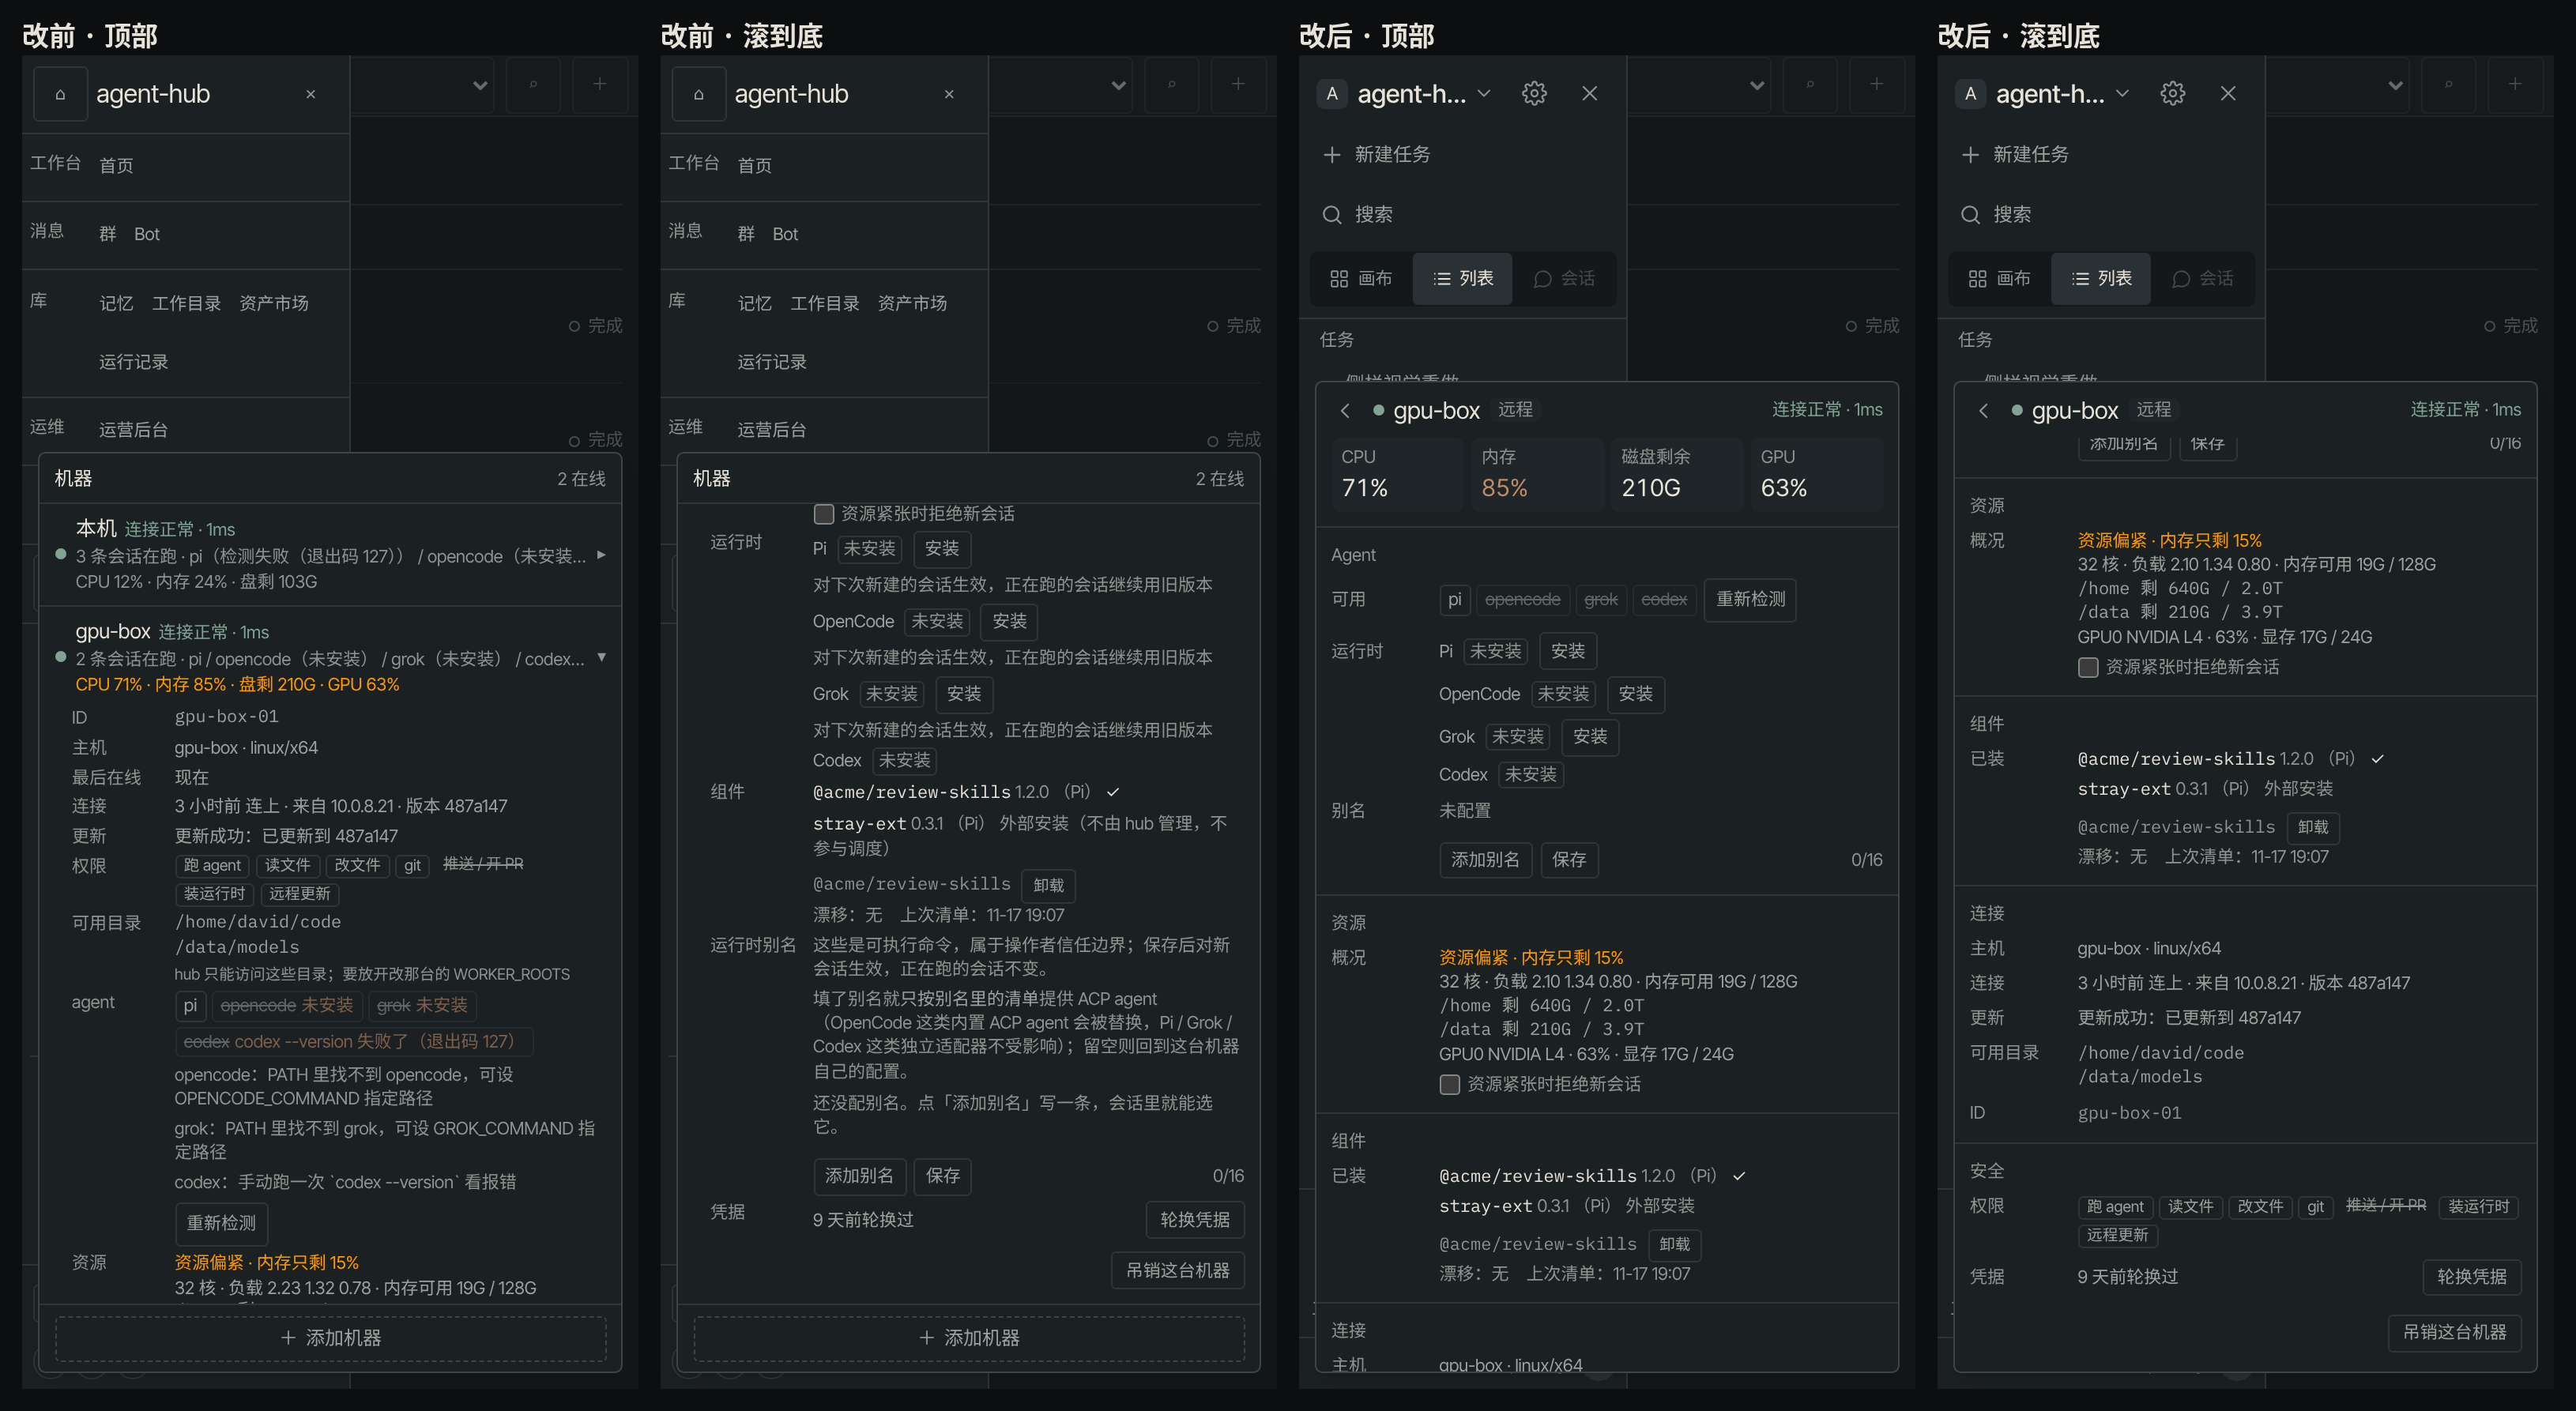 改前 · 顶部
agent-hub
×
工作台 首页
消息 群 Bot
库 记忆 工作目录 资产市场
运行记录
完成
运维 运营后台
完成
机器 2 在线
本机 连接正常 · 1ms
3 条会话在跑 · pi（检测失败（退出码 127）） / opencode（未安装...
CPU 12% · 内存 24% · 盘剩 103G
gpu-box 连接正常 · 1ms
2 条会话在跑 · pi / opencode（未安装） / grok（未安装） / codex...
CPU 71% · 内存 85% · 盘剩 210G · GPU 63%
ID gpu-box-01
主机 gpu-box · linux/x64
最后在线 现在
连接 3 小时前 连上 · 来自 10.0.8.21 · 版本 487a147
更新 更新成功：已更新到 487a147
权限 跑 agent 读文件 改文件 git 推送 / 开 PR
装运行时 远程更新
可用目录 /home/david/code
/data/models
hub 只能访问这些目录；要放开改那台的 WORKER_ROOTS
agent pi opencode 未安装 grok 未安装
codex codex --version 失败了（退出码 127）
opencode：PATH 里找不到 opencode，可设
OPENCODE_COMMAND 指定路径
grok：PATH 里找不到 grok，可设 GROK_COMMAND 指
定路径
codex：手动跑一次 `codex --version` 看报错
重新检测
资源 资源偏紧 · 内存只剩 15%
32 核 · 负载 2.23 1.32 0.78 · 内存可用 19G / 128G
+ 添加机器
改前 · 滚到底
agent-hub
×
工作台 首页
消息 群 Bot
库 记忆 工作目录 资产市场
运行记录
完成
运维 运营后台
完成
机器 2 在线
资源紧张时拒绝新会话
运行时 Pi 未安装 安装
对下次新建的会话生效，正在跑的会话继续用旧版本
OpenCode 未安装 安装
对下次新建的会话生效，正在跑的会话继续用旧版本
Grok 未安装 安装
对下次新建的会话生效，正在跑的会话继续用旧版本
Codex 未安装
组件 @acme/review-skills 1.2.0 （Pi） ✓
stray-ext 0.3.1 （Pi） 外部安装（不由 hub 管理，不
参与调度）
@acme/review-skills 卸载
漂移：无 上次清单：11-17 19:07
运行时别名 这些是可执行命令，属于操作者信任边界；保存后对新
会话生效，正在跑的会话不变。
填了别名就只按别名里的清单提供 ACP agent
（OpenCode 这类内置 ACP agent 会被替换，Pi / Grok /
Codex 这类独立适配器不受影响）；留空则回到这台机器
自己的配置。
还没配别名。点「添加别名」写一条，会话里就能选
它。
添加别名 保存 0/16
凭据 9 天前轮换过 轮换凭据
吊销这台机器
+ 添加机器
改后 · 顶部
A agent-h...
新建任务
搜索
画布 列表 会话
完成
任务
侧栏视觉重做
gpu-box 远程 连接正常 · 1ms
CPU 内存 磁盘剩余 GPU
71% 85% 210G 63%
Agent
可用 pi opencode grok codex 重新检测
运行时 Pi 未安装 安装
OpenCode 未安装 安装
Grok 未安装 安装
Codex 未安装
别名 未配置
添加别名 保存 0/16
资源
概况 资源偏紧 · 内存只剩 15%
32 核 · 负载 2.10 1.34 0.80 · 内存可用 19G / 128G
/home 剩 640G / 2.0T
/data 剩 210G / 3.9T
GPU0 NVIDIA L4 · 63% · 显存 17G / 24G
资源紧张时拒绝新会话
组件
已装 @acme/review-skills 1.2.0 （Pi） ✓
stray-ext 0.3.1 （Pi） 外部安装
@acme/review-skills 卸载
漂移：无 上次清单：11-17 19:07
连接
主机 gpu-box · linux/x64
改后 · 滚到底
A agent-h...
新建任务
搜索
画布 列表 会话
完成
任务
侧栏视觉重做
gpu-box 远程 连接正常 · 1ms
添加别名 保存 0/16
资源
概况 资源偏紧 · 内存只剩 15%
32 核 · 负载 2.10 1.34 0.80 · 内存可用 19G / 128G
/home 剩 640G / 2.0T
/data 剩 210G / 3.9T
GPU0 NVIDIA L4 · 63% · 显存 17G / 24G
资源紧张时拒绝新会话
组件
已装 @acme/review-skills 1.2.0 （Pi） ✓
stray-ext 0.3.1 （Pi） 外部安装
@acme/review-skills 卸载
漂移：无 上次清单：11-17 19:07
连接
主机 gpu-box · linux/x64
连接 3 小时前 连上 · 来自 10.0.8.21 · 版本 487a147
更新 更新成功：已更新到 487a147
可用目录 /home/david/code
/data/models
ID gpu-box-01
安全
权限 跑 agent 读文件 改文件 git 推送 / 开 PR 装运行时
远程更新
凭据 9 天前轮换过 轮换凭据
吊销这台机器